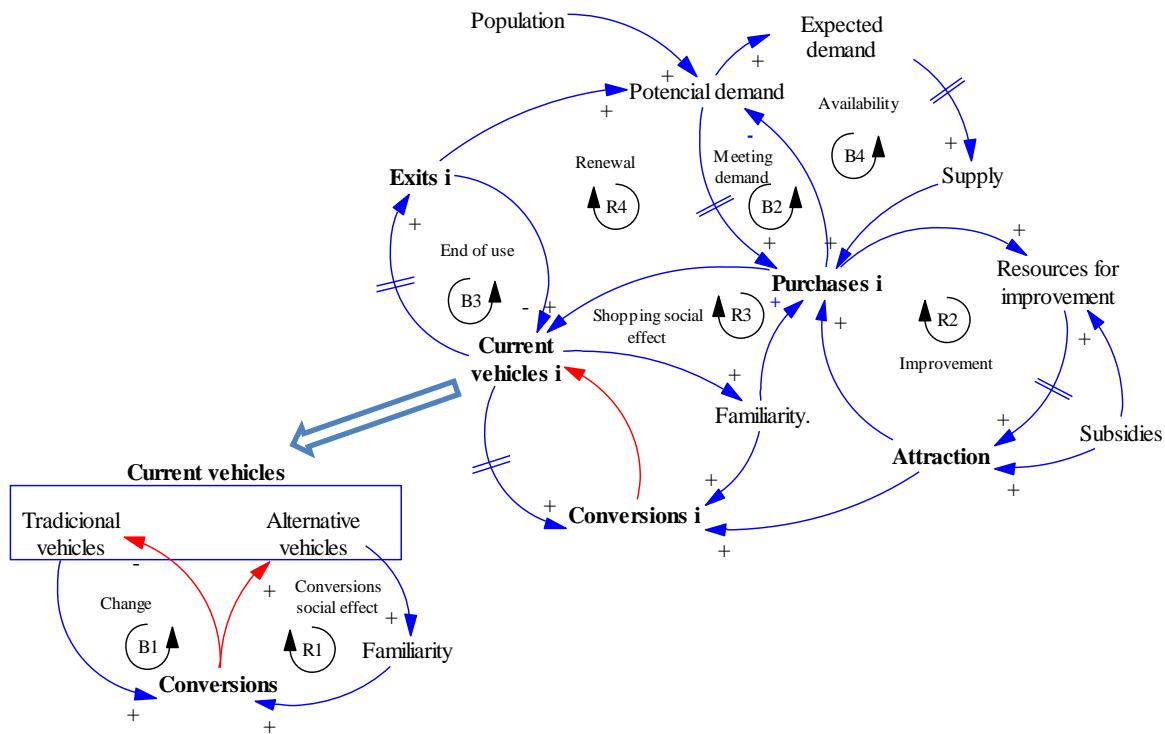 Population
Expected
demand
+
+
Potencial demand
+
Availability
-
+
B4
Renewal
Meeting
demand
Exits i
Supply
R4
B2
+
+
+
+
End of use
Purchases i
Resources for
improvement
B3
-
+
Shopping social
effect
R3
+
R2
+
+
Improvement
Current
vehicles i
+
Familiarity.
Subsidies
+
Attraction
+
+
+
Conversions i
+
Current vehicles
Tradicional
vehicles
Alternative
vehicles
-
+
Conversions
social effect
+
Change
B1
R1
Familiarity
Conversions
+
+